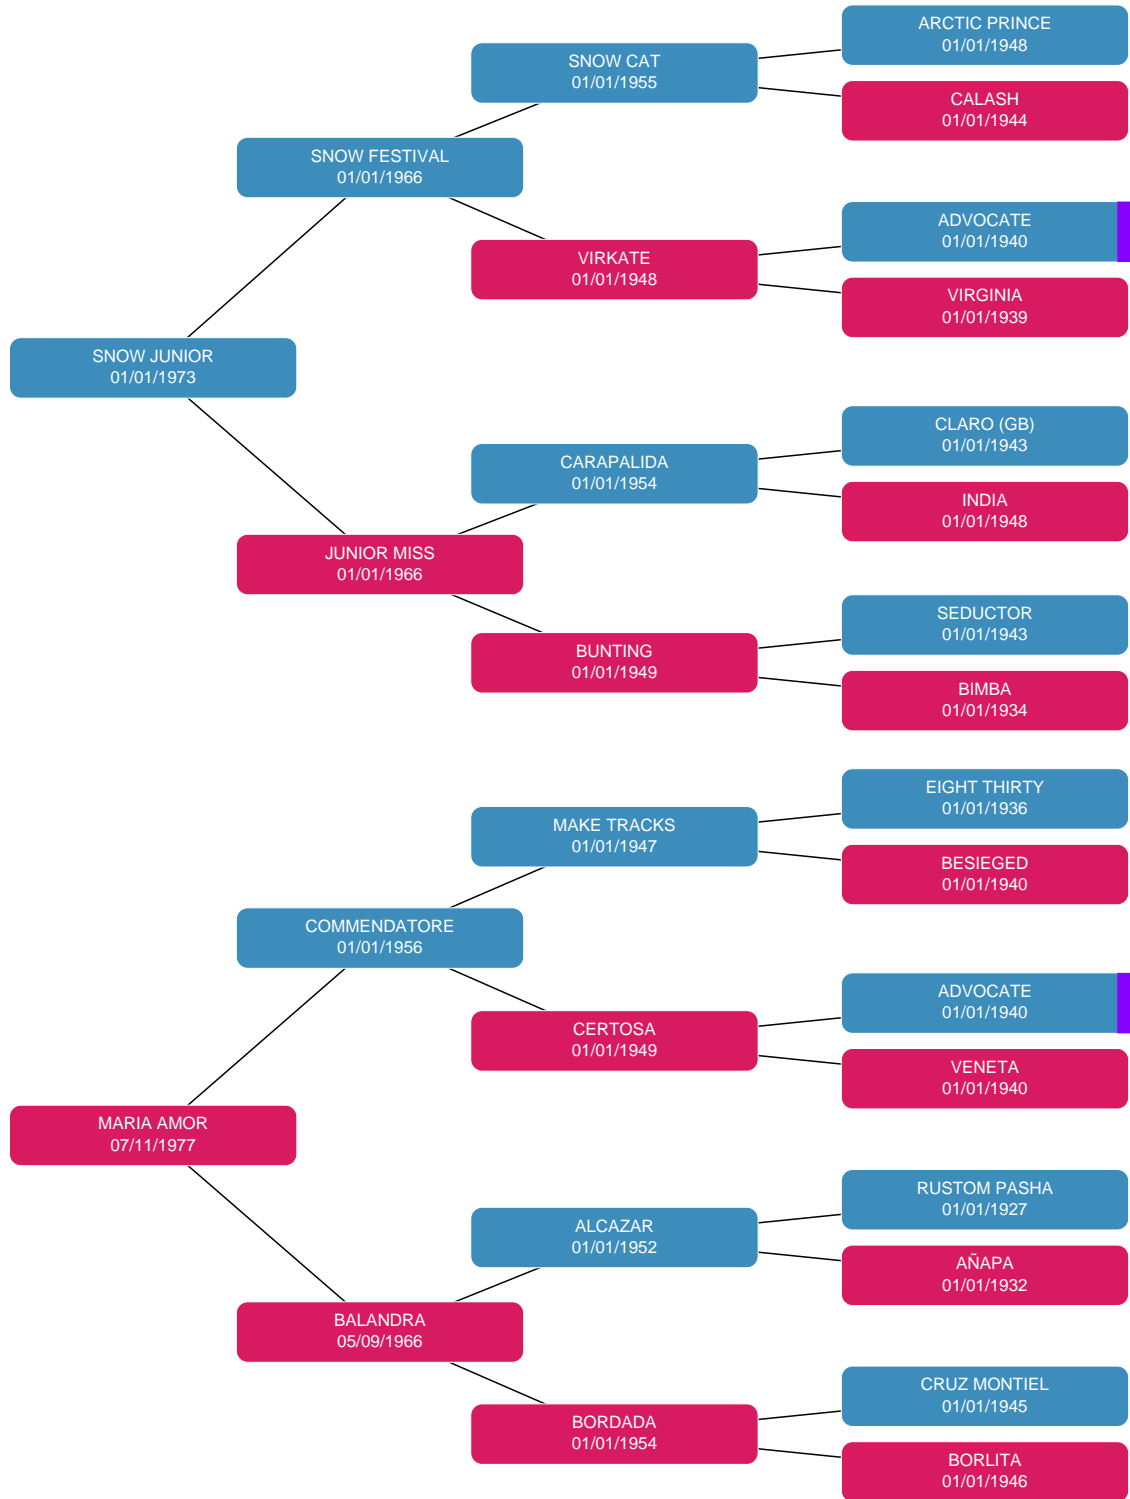 ARCTIC PRINCE
01/01/1948
SNOW CAT
01/01/1955
CALASH
01/01/1944
SNOW FESTIVAL
01/01/1966
ADVOCATE
01/01/1940
VIRKATE
01/01/1948
VIRGINIA
01/01/1939
SNOW JUNIOR
01/01/1973
CLARO (GB)
01/01/1943
CARAPALIDA
01/01/1954
INDIA
01/01/1948
JUNIOR MISS
01/01/1966
SEDUCTOR
01/01/1943
BUNTING
01/01/1949
BIMBA
01/01/1934
EIGHT THIRTY
01/01/1936
MAKE TRACKS
01/01/1947
BESIEGED
01/01/1940
COMMENDATORE
01/01/1956
ADVOCATE
01/01/1940
CERTOSA
01/01/1949
VENETA
01/01/1940
MARIA AMOR
07/11/1977
RUSTOM PASHA
01/01/1927
ALCAZAR
01/01/1952
AÑAPA
01/01/1932
BALANDRA
05/09/1966
CRUZ MONTIEL
01/01/1945
BORDADA
01/01/1954
BORLITA
01/01/1946